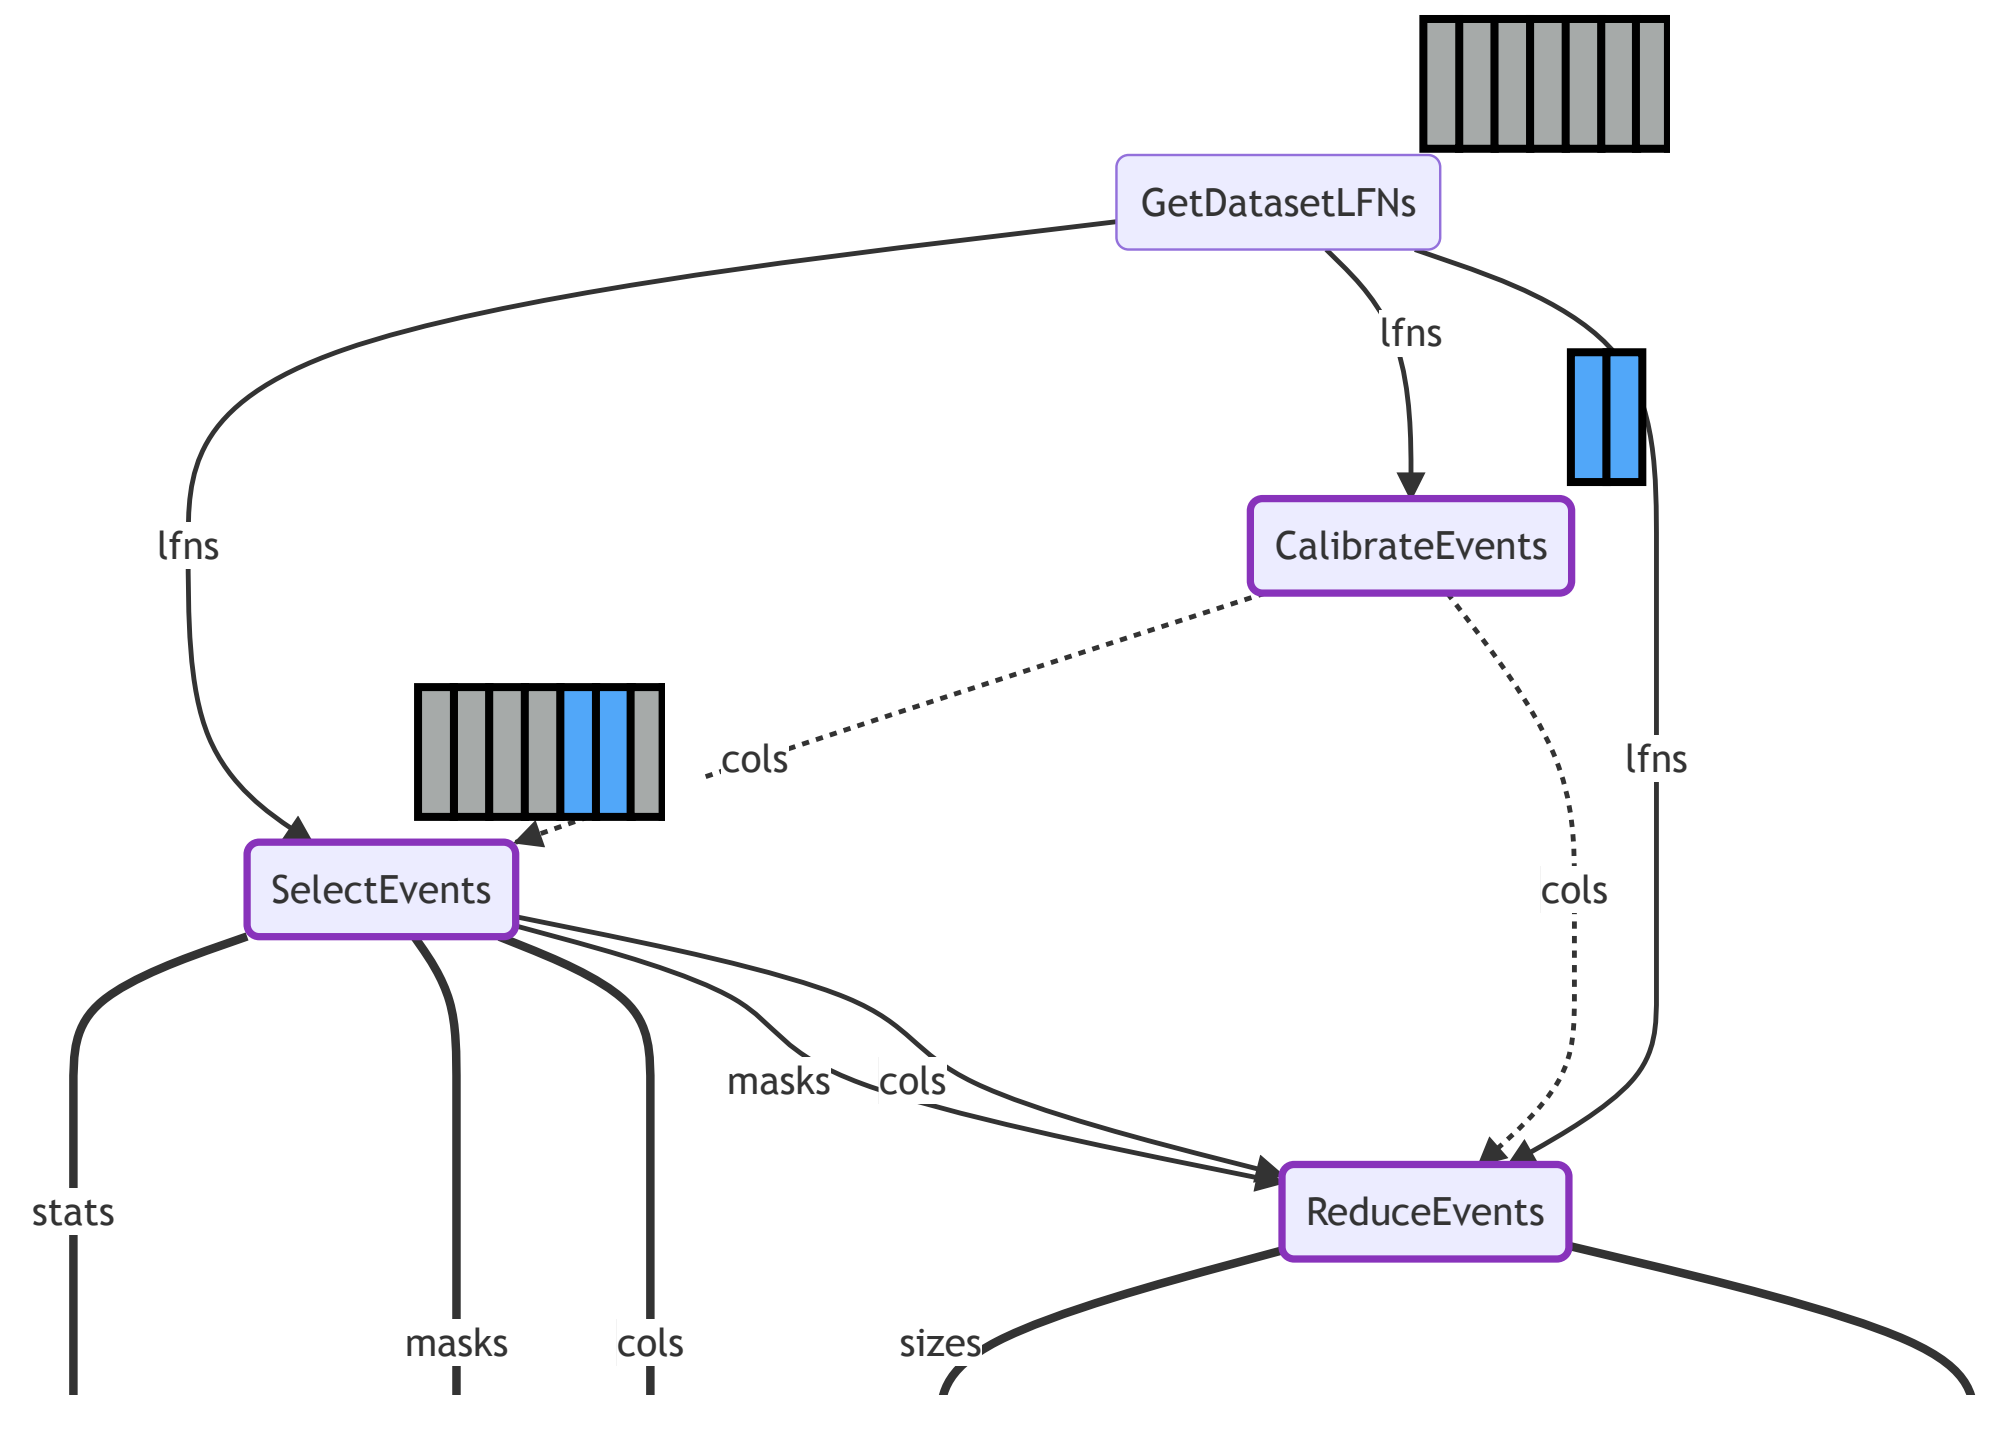 GetDatasetLFNs
lfns
lfns
CalibrateEvents
cols
lfns
SelectEvents
cols
masks
cols
stats
ReduceEvents
masks
cols
sizes